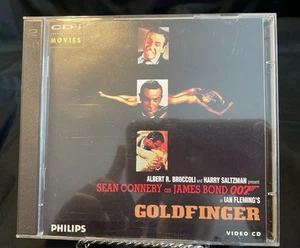 CD-i
MOVIES
ALBERT R. BROCCOLI and HARRY SALTZMAN present
SEAN CONNERY as JAMES BOND 007
in IAN FLEMING'S
GOLDFINGER
PHILIPS
VIDEO CD